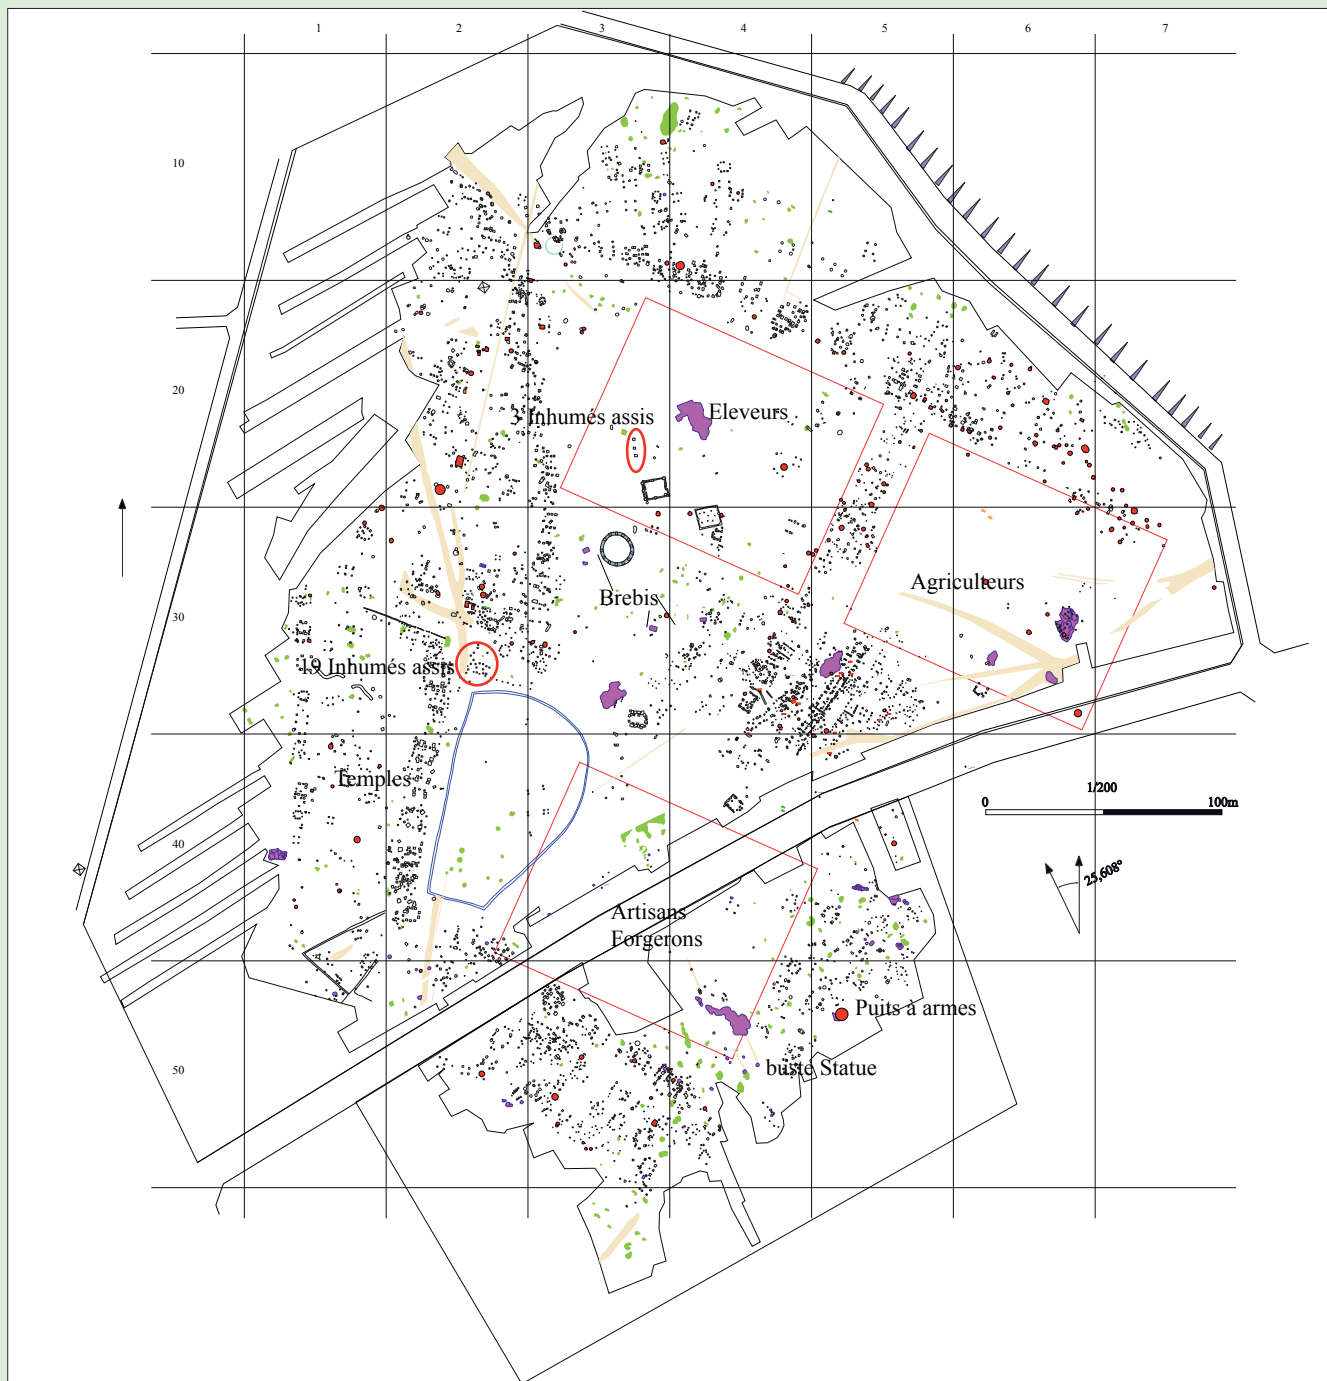 1 2 3 4 5 6 7
10
20
3 Inhumés assis
Eleveurs
Agriculteurs
Brebis
30
19 Inhumés assis
Temples
0 1/200 100m
40
25,608°
Artisans
Forgerons
Puits à armes
buste Statue
50